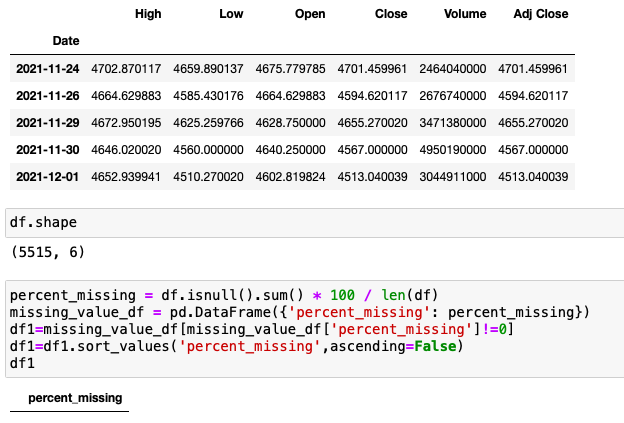 High Low Open Close Volume Adj Close
Date
2021-11-24 4702.870117 4659.890137 4675.779785 4701.459961 2464040000 4701.459961
2021-11-26 4664.629883 4585.430176 4664.629883 4594.620117 2676740000 4594.620117
2021-11-29 4672.950195 4625.259766 4628.750000 4655.270020 3471380000 4655.270020
2021-11-30 4646.020020 4560.000000 4640.250000 4567.000000 4950190000 4567.000000
2021-12-01 4652.939941 4510.270020 4602.819824 4513.040039 3044911000 4513.040039
df.shape
(5515, 6)
percent_missing = df.isnull().sum() * 100 / len(df)
missing_value_df = pd.DataFrame({'percent_missing': percent_missing})
df1=missing_value_df[missing_value_df['percent_missing']!=0]
df1=df1.sort_values('percent_missing',ascending=False)
df1
percent_missing